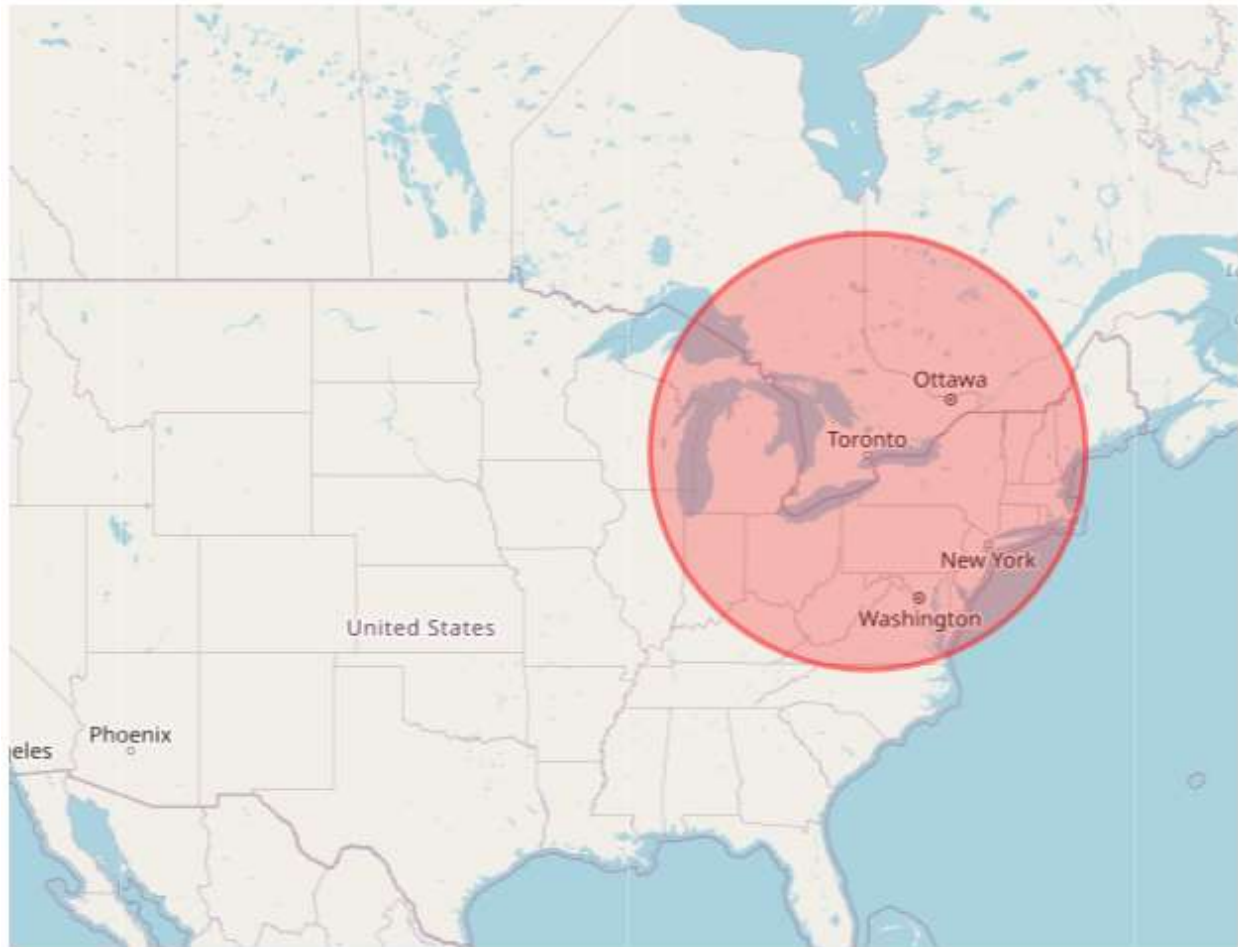 Ottawa
Toronto
New York
Washington
United States
Phoenix
eles